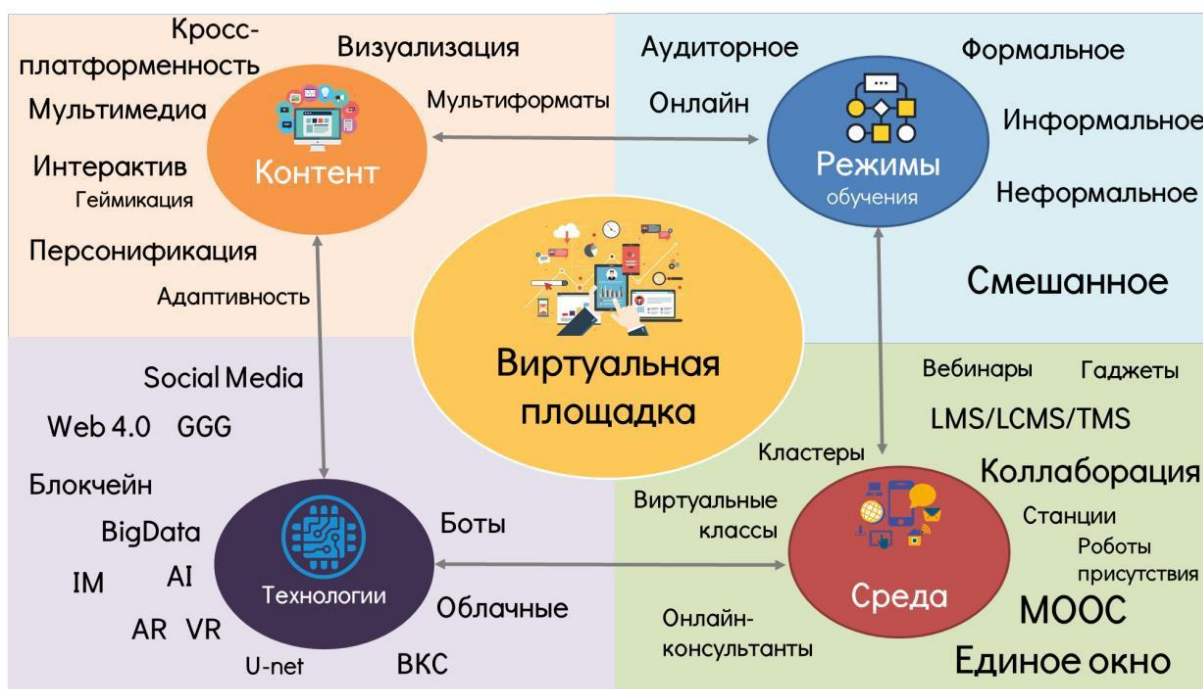 Кросс-
платформенность
Визуализация
Мультимедиа
Мультиформаты
Интерактив
Геймикация
Контент
Персонификация
Адаптивность
Аудиторное
Формальное
Онлайн
Информальное
Режимы
обучения
Неформальное
Смешанное
Виртуальная
площадка
Social Media
Web 4.0 GGG
Блокчейн
BigData
Боты
IM
AI
Технологии
Облачные
AR VR
U-net
ВКС
Вебинары
Гаджеты
LMS/LCMS/TMS
Кластеры
Коллаборация
Виртуальные
классы
Станции
Роботы
присутствия
Среда
МООС
Онлайн-
консультанты
Единое окно